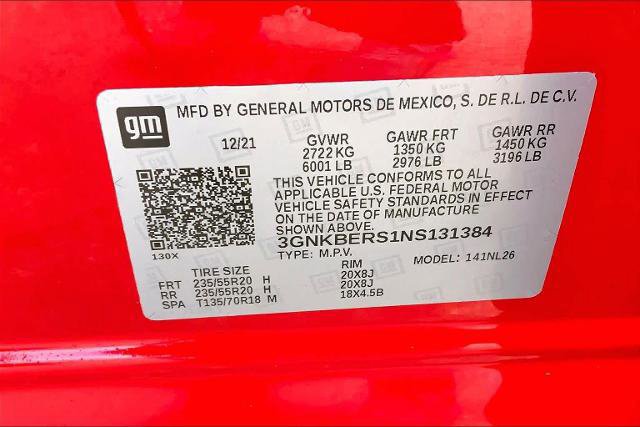 gm
MFD BY GENERAL MOTORS DE MEXICO, S. DE R.L. DE C.V.
12/21 GVWR GAWR FRT GAWR RR
2722 KG 1350 KG 1450 KG
6001 LB 2976 LB 3196 LB
THIS VEHICLE CONFORMS TO ALL
APPLICABLE U.S. FEDERAL MOTOR
VEHICLE SAFETY STANDARDS IN EFFECT
ON THE DATE OF MANUFACTURE
SHOWN ABOVE.
3GNKBERS1NS131384
130X
TYPE: M.P.V. MODEL: 141NL26
TIRE SIZE RIM
FRT 235/55R20 H 20X8J
RR 235/55R20 H 20X8J
SPA T135/70R18 M 18X4.5B